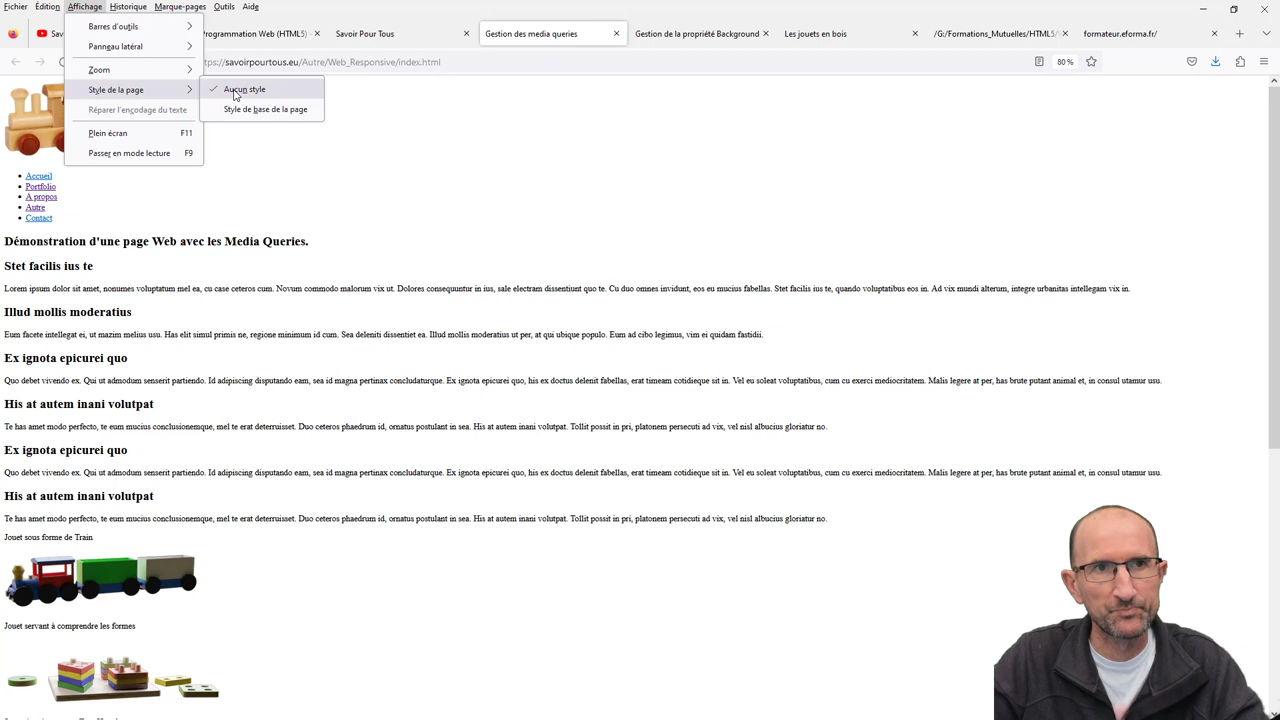 Fichier Édition Affichage Historique Marque-pages Outils Aide
Programmation Web (HTML5)
Savoir Pour Tous
Gestion des media queries
Gestion de la propriété Background
Les jouets en bois
/G:/Formations_Mutuelles/HTML5/
formateur.eforma.fr/
savoirpourtous.eu/Autre/Web_Responsive/index.html
80 %
Barres d'outils
Panneau latéral
Zoom
Style de la page
Réparer l'encodage du texte
Plein écran F11
Passer en mode lecture F9
Aucun style
Style de base de la page
Accueil
Portfolio
A propos
Autre
Contact
Démonstration d'une page Web avec les Media Queries.
Stet facilis ius te
Lorem ipsum dolor sit amet, nonumes voluptatum mel ea, cu case ceteros cum. Novum commodo malorum vix ut. Dolores consequuntur in ius, sale electram dissentiunt quo te. Cu duo omnes invidunt, eos eu mucius fabellas. Stet facilis ius te, quando voluptatibus eos in. Ad vix mundi alterum, integre urbanitas intellegam vix in.
Illud mollis moderatius
Eum facete intellegat ei, ut mazim melius usu. Has elit simul primis ne, regione minimum id cum. Sea deleniti dissentiet ea. Illud mollis moderatius ut per, at qui ubique populo. Eum ad cibo legimus, vim ei quidam fastidii.
Ex ignota epicurei quo
Quo debet vivendo ex. Qui ut admodum senserit partiendo. Id adipiscing disputando eam, sea id magna pertinax concludaturque. Ex ignota epicurei quo, his ex doctus delenit fabellas, erat timeam cotidieque sit in. Vel eu soleat voluptatibus, cum cu exerci mediocritatem. Malis legere at per, has brute putant animal et, in consul utamur usu.
His at autem inani volutpat
Te has amet modo perfecto, te eum mucius conclusionemque, mel te erat deterruisset. Duo ceteros phaedrum id, ornatus postulant in sea. His at autem inani volutpat. Tollit possit in pri, platonem persecuti ad vix, vel nisl albucius gloriatur no.
Ex ignota epicurei quo
Quo debet vivendo ex. Qui ut admodum senserit partiendo. Id adipiscing disputando eam, sea id magna pertinax concludaturque. Ex ignota epicurei quo, his ex doctus delenit fabellas, erat timeam cotidieque sit in. Vel eu soleat voluptatibus, cum cu exerci mediocritatem. Malis legere at per, has brute putant animal et, in consul utamur usu.
His at autem inani volutpat
Te has amet modo perfecto, te eum mucius conclusionemque, mel te erat deterruisset. Duo ceteros phaedrum id, ornatus postulant in sea. His at autem inani volutpat. Tollit possit in pri, platonem persecuti ad vix, vel nisl albucius gloriatur no.
Jouet sous forme de Train
Jouet servant à comprendre les formes